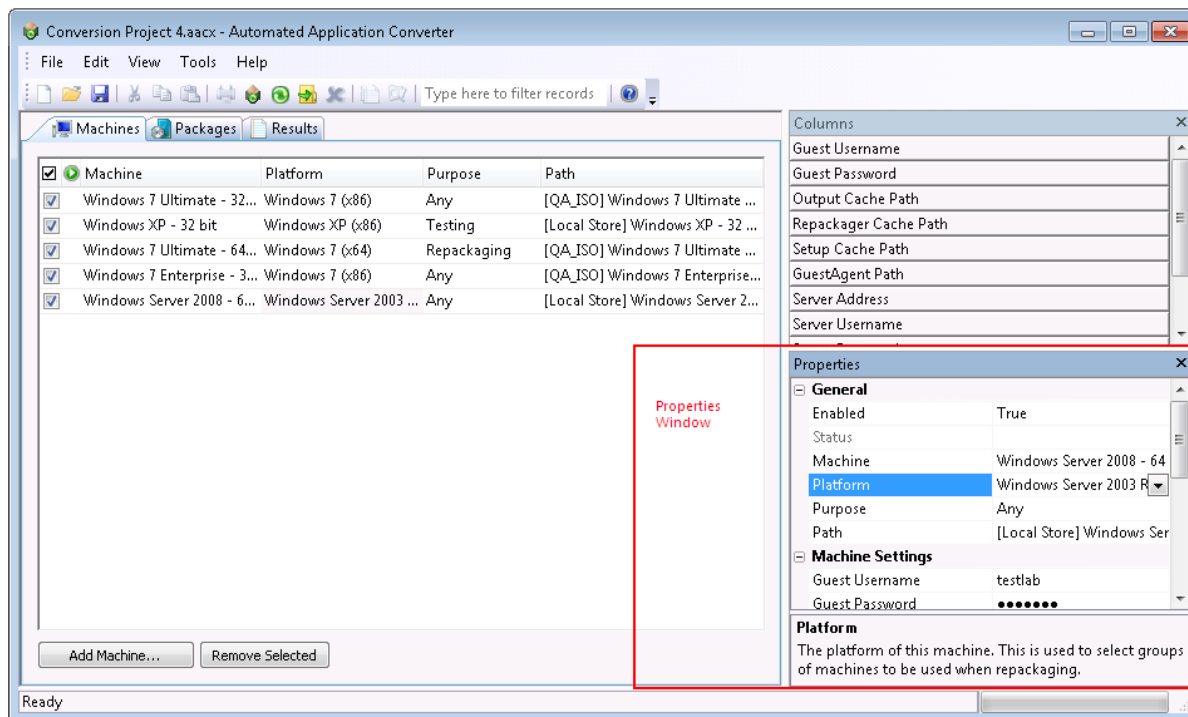 Conversion Project 4.aacx - Automated Application Converter
File Edit View Tools Help
Type here to filter records
Machines Packages Results
Machine Platform Purpose Path
Windows 7 Ultimate - 32... Windows 7 (x86) Any [QA_ISO] Windows 7 Ultimate ...
Windows XP - 32 bit Windows XP (x86) Testing [Local Store] Windows XP - 32 ...
Windows 7 Ultimate - 64... Windows 7 (x64) Repackaging [QA_ISO] Windows 7 Ultimate ...
Windows 7 Enterprise - 3... Windows 7 (x86) Any [QA_ISO] Windows 7 Enterprise...
Windows Server 2008 - 6... Windows Server 2003 ... Any [Local Store] Windows Server 2...
Add Machine... Remove Selected
Columns
Guest Username
Guest Password
Output Cache Path
Repackager Cache Path
Setup Cache Path
GuestAgent Path
Server Address
Server Username
Properties
Window
Properties
General
Enabled True
Status
Machine Windows Server 2008 - 64
Platform Windows Server 2003 R
Purpose Any
Path [Local Store] Windows Ser
Machine Settings
Guest Username testlab
Guest Password ●●●●●●●
Platform
The platform of this machine. This is used to select groups
of machines to be used when repackaging.
Ready